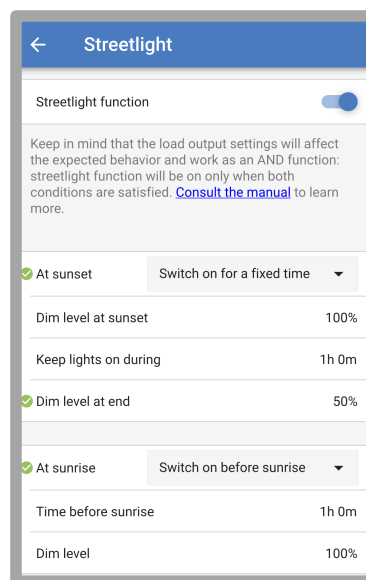 Streetlight
Streetlight function
Keep in mind that the load output settings will affect
the expected behavior and work as an AND function:
streetlight function will be on only when both
conditions are satisfied. Consult the manual to learn
more.
At sunset Switch on for a fixed time
Dim level at sunset 100%
Keep lights on during 1h 0m
Dim level at end 50%
At sunrise Switch on before sunrise
Time before sunrise 1h 0m
Dim level 100%